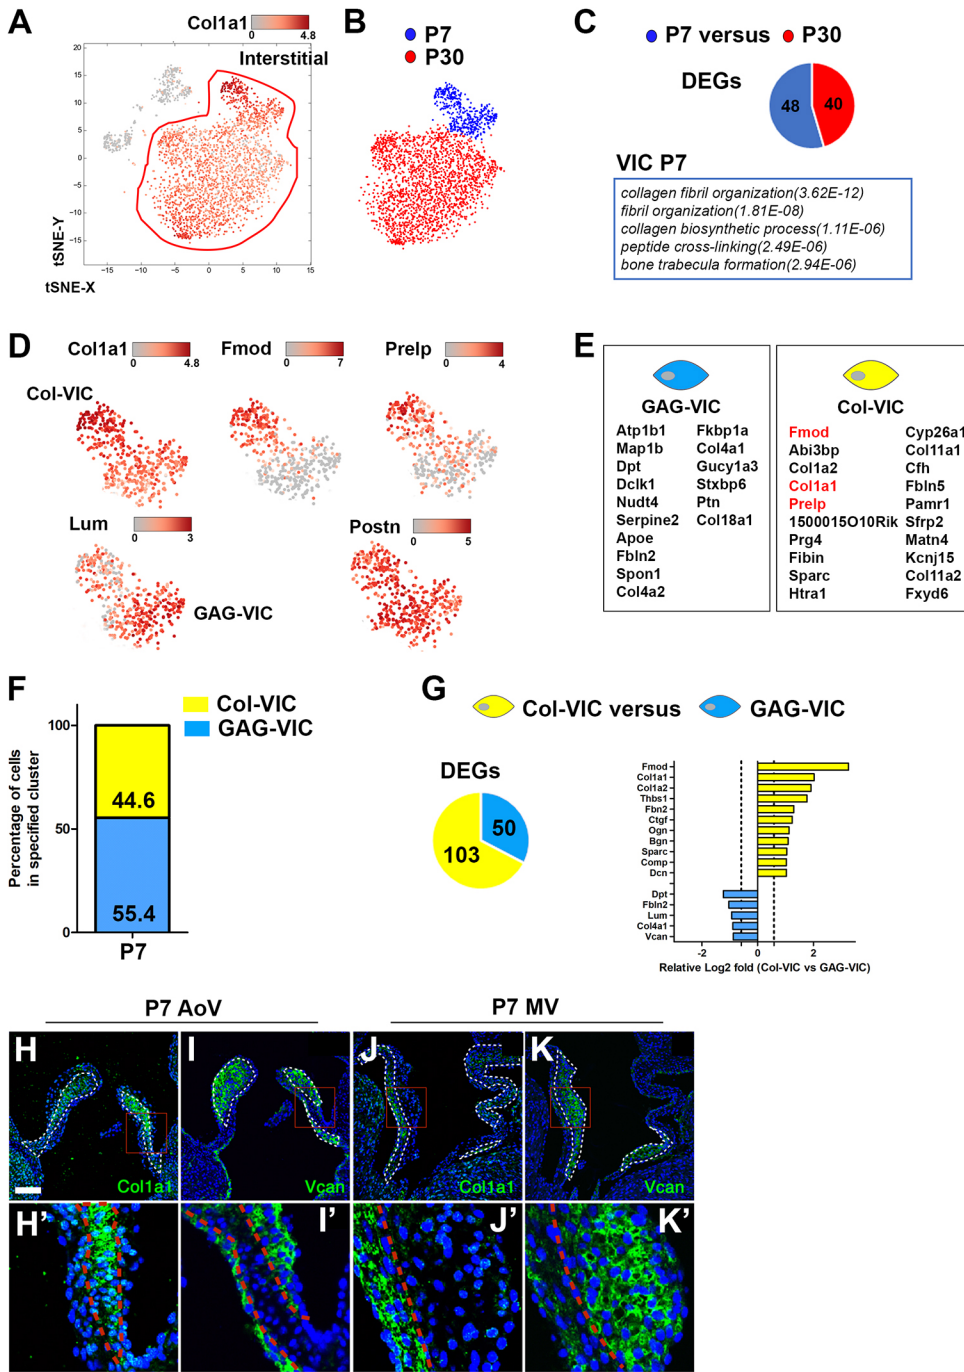 A
Col1a1
0 4.8
Interstitial
20
15
10
5
0
−5
−10
−15
−15 −10 −5 0 5 10 15
tSNE-Y
tSNE-X
B
P7
P30
C
P7 versus P30
DEGs
48 40
VIC P7
collagen fibril organization(3.62E-12)
fibril organization(1.81E-08)
collagen biosynthetic process(1.11E-06)
peptide cross-linking(2.49E-06)
bone trabecula formation(2.94E-06)
D
Col1a1 0 4.8
Fmod 0 7
Prelp 0 4
Col-VIC
Lum 0 3
Postn 0 5
GAG-VIC
E
GAG-VIC
Atp1b1 Fkbp1a
Map1b Col4a1
Dpt Gucy1a3
Dclk1 Stxbp6
Nudt4 Ptn
Serpine2 Col18a1
Apoe
Fbln2
Spon1
Col4a2
Col-VIC
Fmod Cyp26a1
Abi3bp Col11a1
Col1a2 Cfh
Col1a1 Fbln5
Prelp Pamr1
1500015O10Rik Sfrp2
Prg4 Matn4
Fibin Kcnj15
Sparc Col11a2
Htra1 Fxyd6
F
Col-VIC
GAG-VIC
Percentage of cells
in specified cluster
100
50
0
44.6
55.4
P7
G
Col-VIC versus GAG-VIC
DEGs
50
103
Fmod
Col1a1
Col1a2
Thbs1
Fbn2
Ctgf
Ogn
Bgn
Sparc
Comp
Dcn
Dpt
Fbln2
Lum
Col4a1
Vcan
-2 0 2
Relative Log2 fold (Col-VIC vs GAG-VIC)
P7 AoV
P7 MV
H
Col1a1
I
Vcan
J
Col1a1
K
Vcan
H’
I’
J’
K’